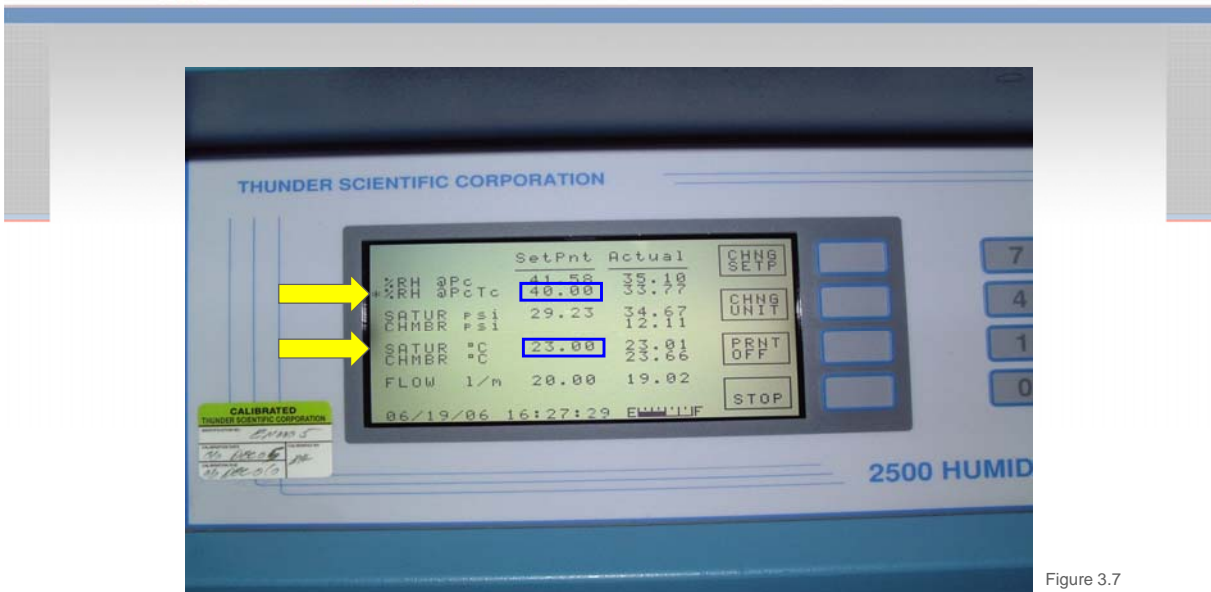 THUNDER SCIENTIFIC CORPORATION
SetPnt Actual
%RH @Pc 41.58 35.10
*%RH @PcTc 40.00 33.77
SATUR psi 29.23 34.67
CHMBR psi 12.11
SATUR °C 23.00 23.01
CHMBR °C 23.66
FLOW l/m 20.00 19.02
06/19/06 16:27:29 E F
CHNG
SETP
CHNG
UNIT
PRNT
OFF
STOP
7
4
1
0
CALIBRATED
THUNDER SCIENTIFIC CORPORATION
2500 HUMID
Figure 3.7